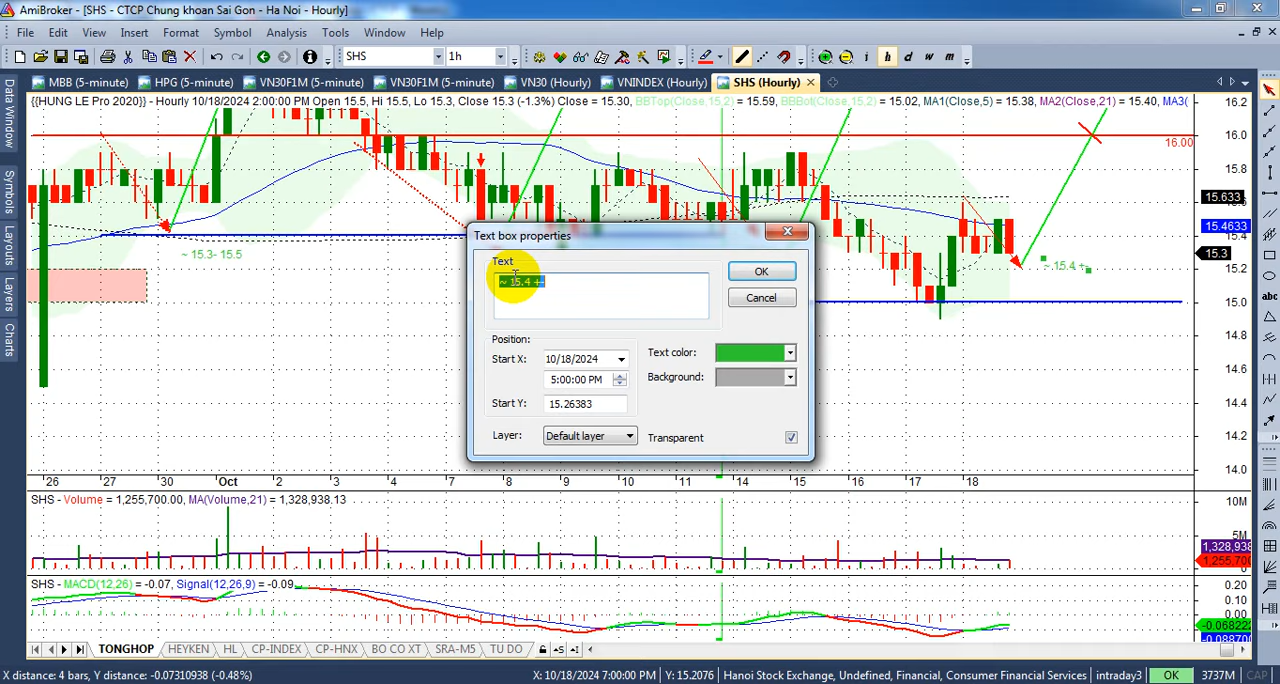 AmiBroker - [SHS - CTCP Chung khoan Sai Gon - Ha Noi - Hourly]
File Edit View Insert Format Symbol Analysis Tools Window Help
SHS 1h i h d w m
MBB (5-minute) HPG (5-minute) VN30F1M (5-minute) VN30F1M (5-minute) VN30 (Hourly) VNINDEX (Hourly) SHS (Hourly)
{{HUNG LE Pro 2020}} - Hourly 10/18/2024 2:00:00 PM Open 15.5, Hi 15.5, Lo 15.3, Close 15.3 (-1.3%) Close = 15.30, BBTop(Close,15,2) = 15.59, BBBot(Close,15,2) = 15.02, MA1(Close,5) = 15.38, MA2(Close,21) = 15.40, MA3(
Data Window
Symbols
Layouts
Layers
Charts
16.2
16.0
16.00
15.8
15.633
15.4633
15.4
15.3
15.2
15.0
14.8
14.6
14.4
14.2
14.0
~ 15.3- 15.5
~ 15.4 +-
Text box properties
Text
~ 15.4 +-
OK
Cancel
Position:
Start X: 10/18/2024
5:00:00 PM
Start Y: 15.26383
Text color:
Background:
Layer: Default layer
Transparent
abc
26 27 30 Oct 2 3 4 7 8 9 10 11 14 15 16 17 18
SHS - Volume = 1,255,700.00, MA(Volume,21) = 1,328,938.13
10M
5M
1,328,938
1,255,700
SHS - MACD(12,26) = -0.07, Signal(12,26,9) = -0.09
0.20
0.10
0.00
-0.068222
-0.08870
TONGHOP HEYKEN HL CP-INDEX CP-HNX BO CO XT SRA-M5 TU DO
X distance: 4 bars, Y distance: -0.07310938 (-0.48%) X: 10/18/2024 7:00:00 PM Y: 15.2076 Hanoi Stock Exchange, Undefined, Financial, Consumer Financial Services intraday3 OK 3737M CAP